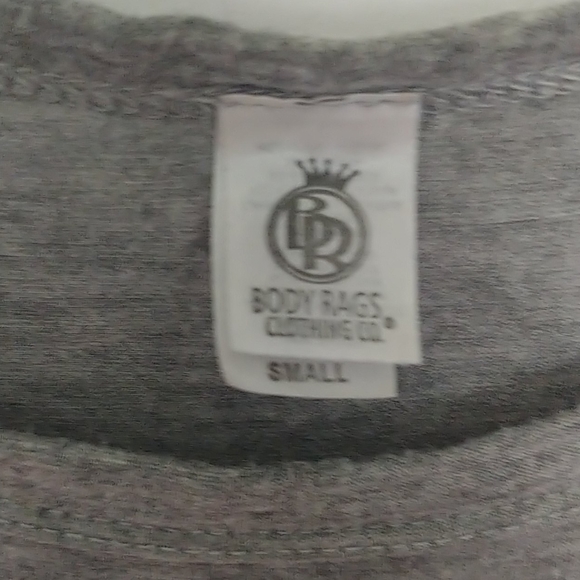 BR
BODY RAGS
CLOTHING CO.®
SMALL